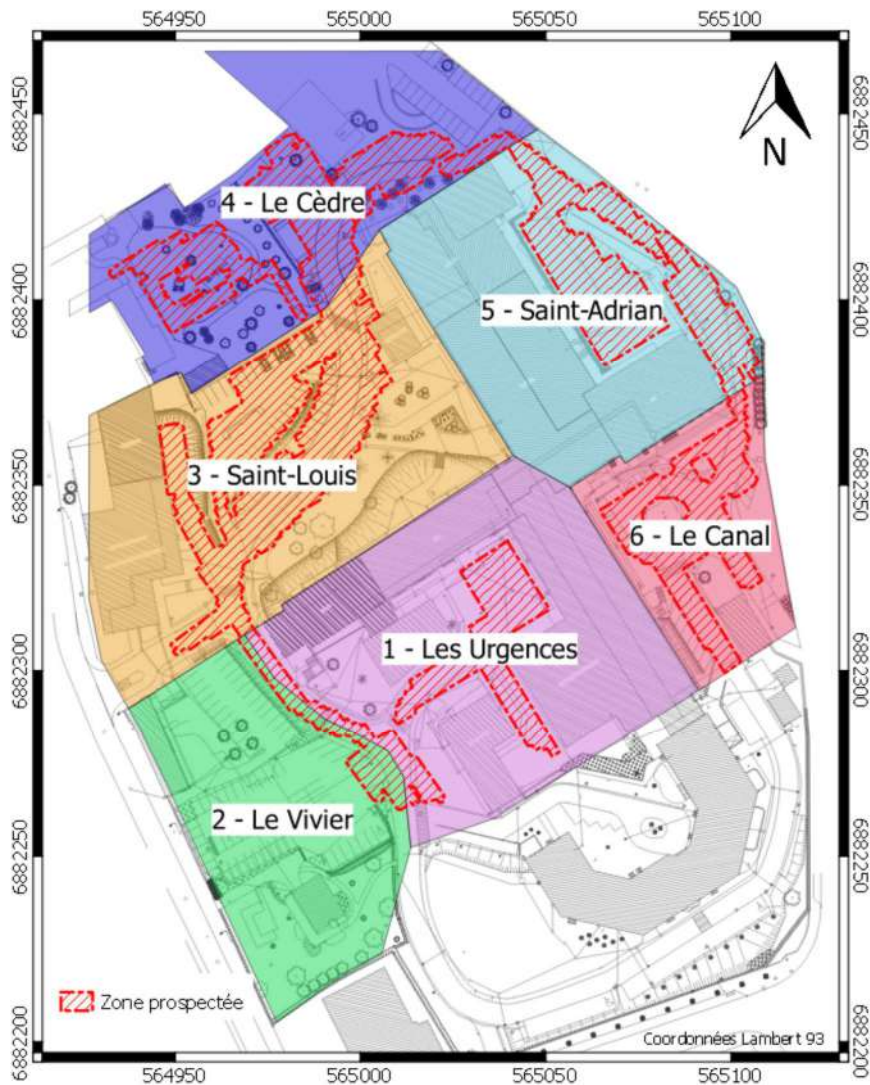 564950 565000 565050 565100
6882450 6882450
N
4 - Le Cèdre
6882400 6882400
5 - Saint-Adrian
3 - Saint-Louis
6882350 6882350
6 - Le Canal
1 - Les Urgences
6882300 6882300
2 - Le Vivier
6882250 6882250
Zone prospectée
Coordonnées Lambert 93
6882200 6882200
564950 565000 565050 565100